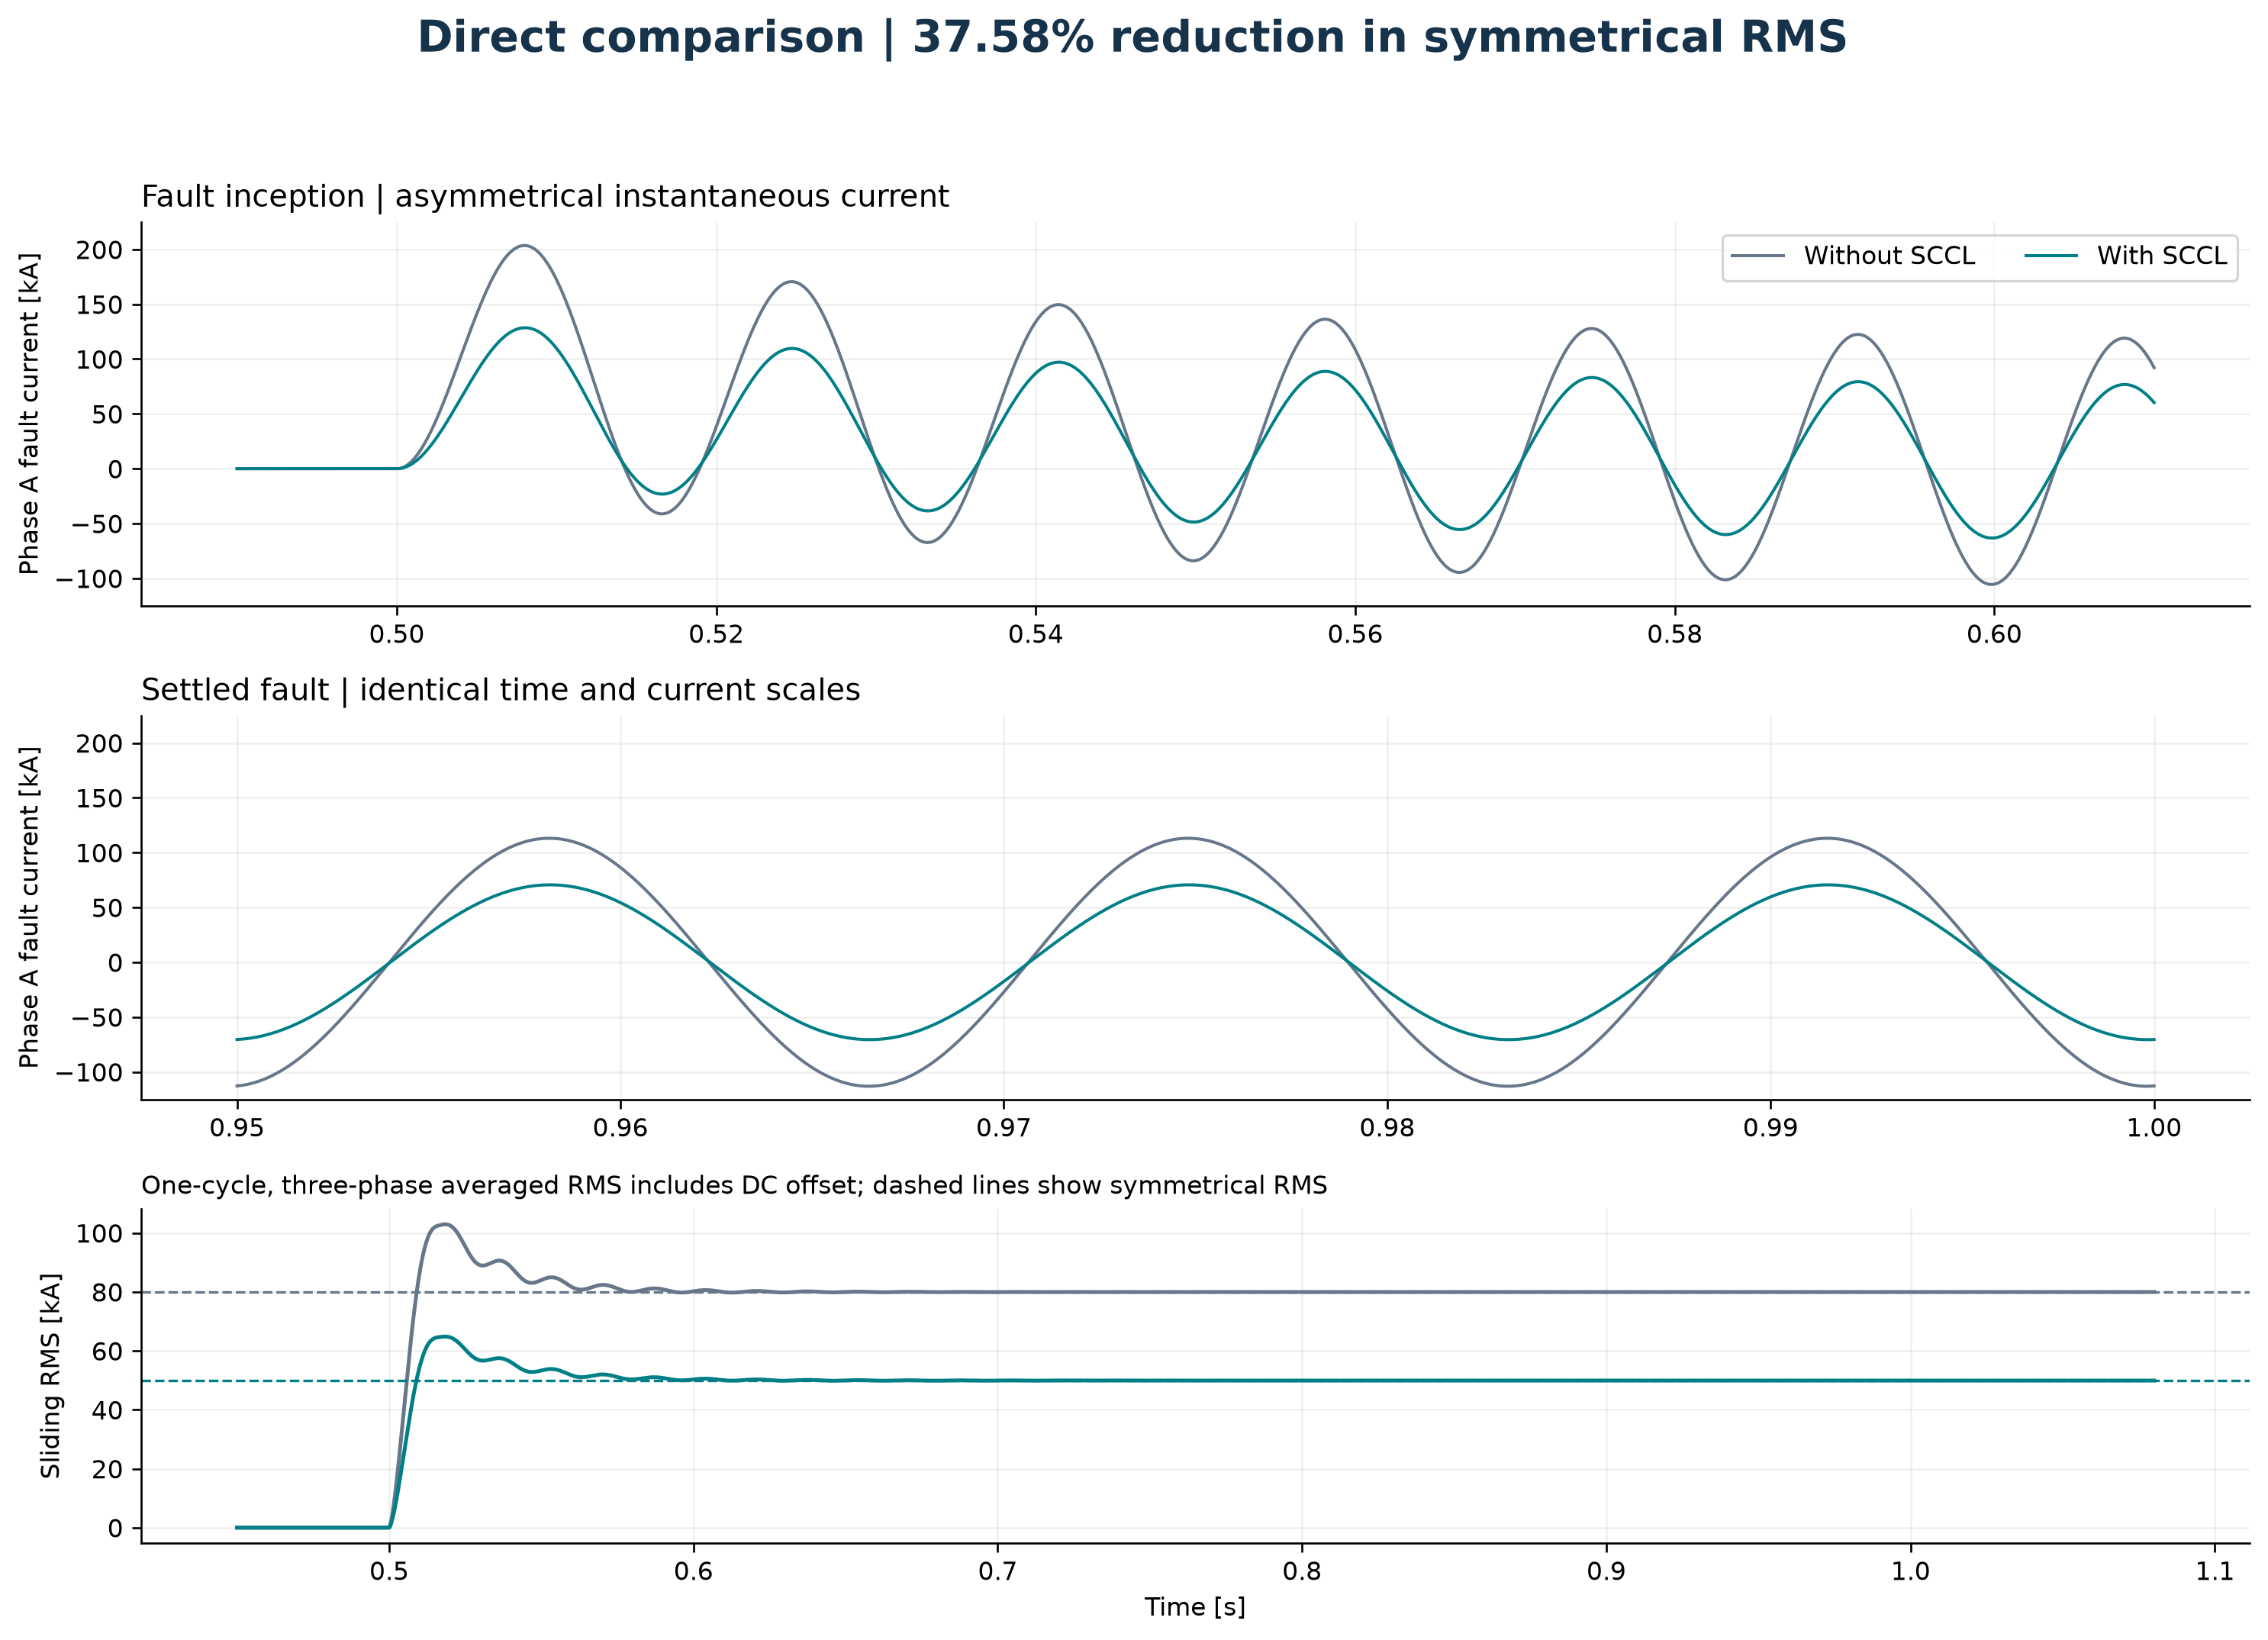 Direct comparison | 37.58% reduction in symmetrical RMS
Fault inception | asymmetrical instantaneous current
Phase A fault current [kA]
200
150
100
50
0
−50
−100
Without SCCL
With SCCL
0.50 0.52 0.54 0.56 0.58 0.60
Settled fault | identical time and current scales
Phase A fault current [kA]
200
150
100
50
0
−50
−100
0.95 0.96 0.97 0.98 0.99 1.00
One-cycle, three-phase averaged RMS includes DC offset; dashed lines show symmetrical RMS
Sliding RMS [kA]
100
80
60
40
20
0
0.5 0.6 0.7 0.8 0.9 1.0 1.1
Time [s]